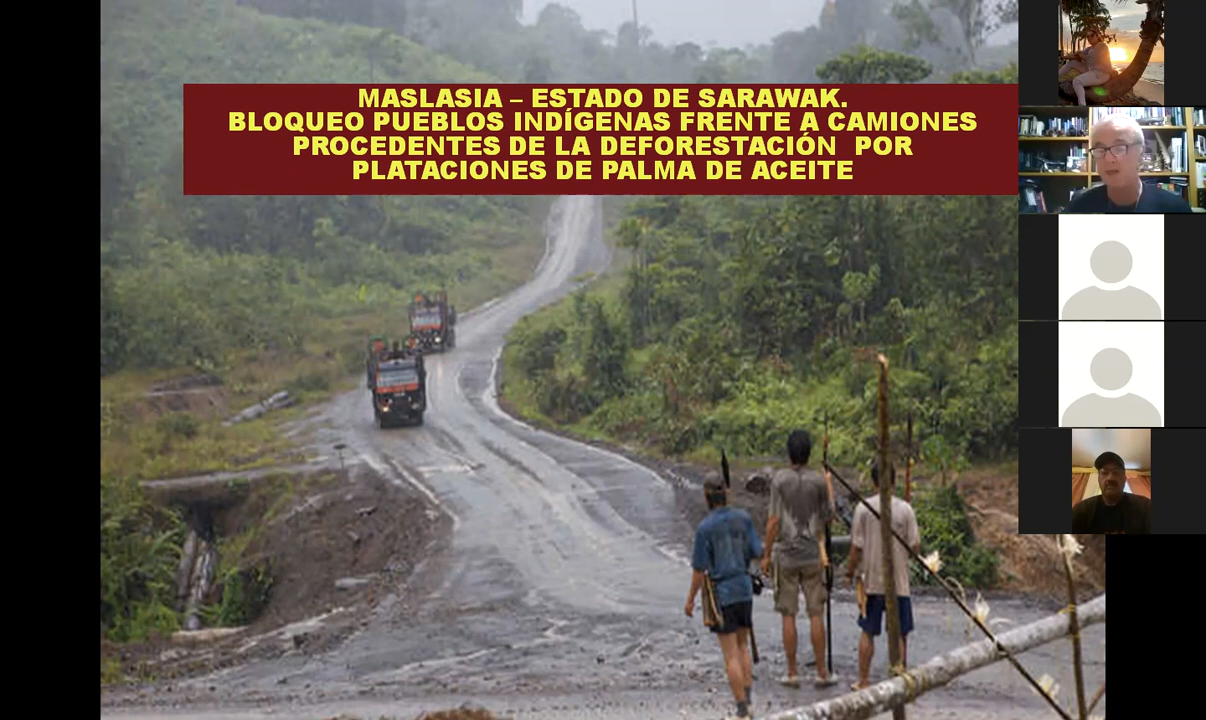 MASLASIA – ESTADO DE SARAWAK.
BLOQUEO PUEBLOS INDÍGENAS FRENTE A CAMIONES
PROCEDENTES DE LA DEFORESTACIÓN POR
PLATACIONES DE PALMA DE ACEITE